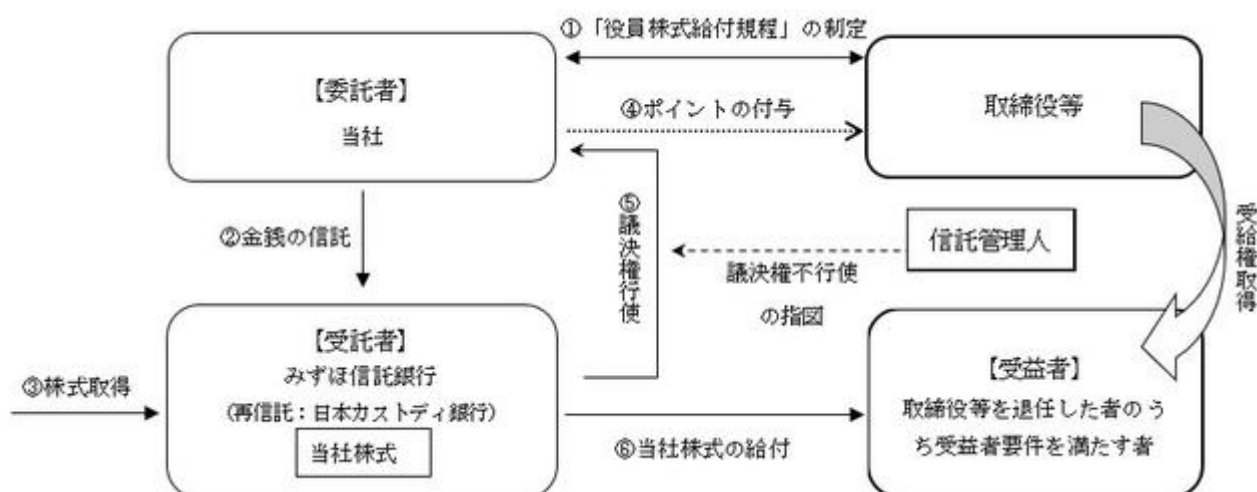 ①「役員株式給付規程」の制定
【委託者】
当社
④ポイントの付与
取締役等
②金銭の信託
⑤議決権行使
信託管理人
議決権不行使
の指図
受給権取得
③株式取得
【受託者】
みずほ信託銀行
(再信託：日本カストディ銀行)
当社株式
⑥当社株式の給付
【受益者】
取締役等を退任した者のう
ち受益者要件を満たす者